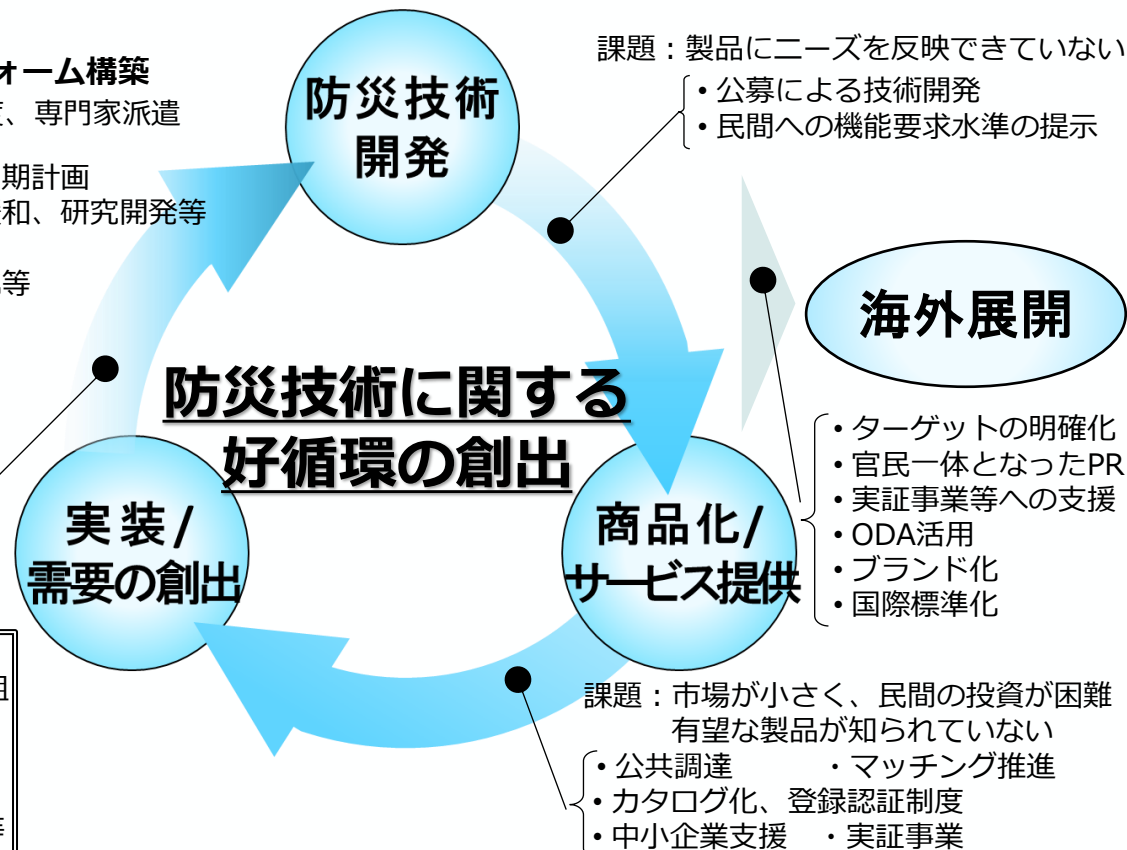 ォーム構築
、専門家派遣
期計画
和、研究開発等
等
防災技術
開発
課題：製品にニーズを反映できていない
・公募による技術開発
・民間への機能要求水準の提示
海外展開
・ターゲットの明確化
・官民一体となったPR
・実証事業等への支援
・ODA活用
・ブランド化
・国際標準化
防災技術に関する
好循環の創出
実装/
需要の創出
商品化/
サービス提供
課題：市場が小さく、民間の投資が困難
有望な製品が知られていない
・公共調達　　　・マッチング推進
・カタログ化、登録認証制度
・中小企業支援　・実証事業